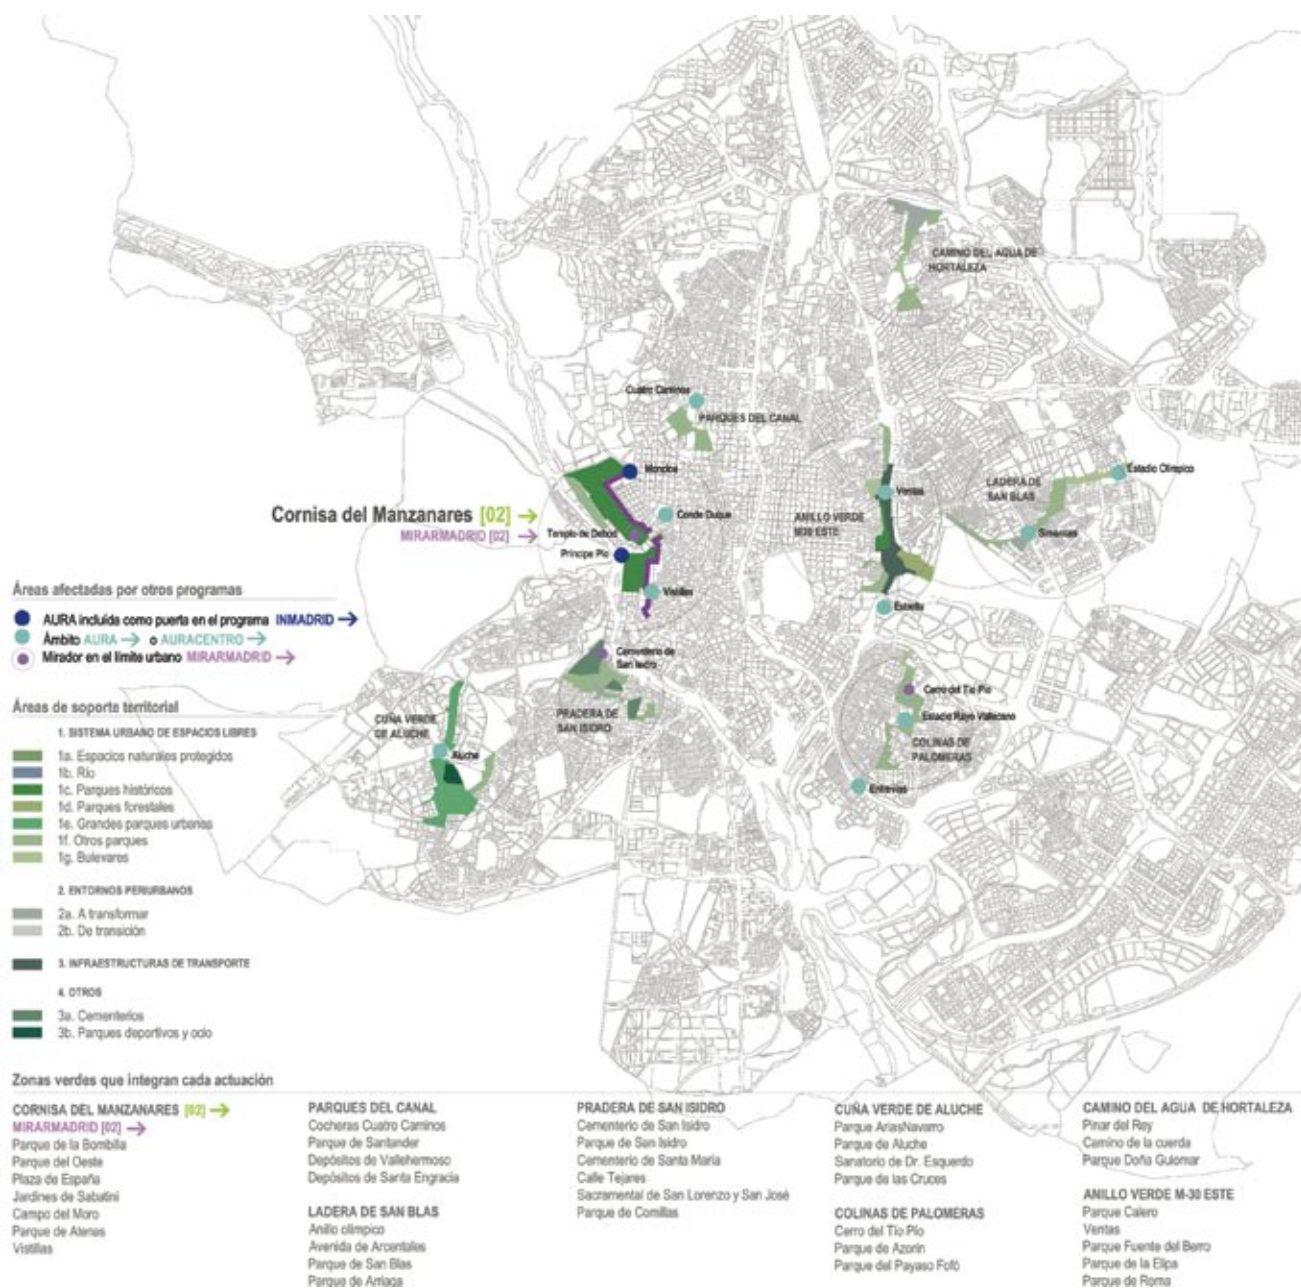 CAMINO DEL AGUA DE
HORTALEZA
Cuatro Caminos
PARQUES DEL CANAL
Moncloa
Estadio Olímpico
LADERA DE
SAN BLAS
Ventas
Cornisa del Manzanares [02] →
Conde Duque
ANILLO VERDE
M30 ESTE
MIRARMADRID [02] →
Templo de Debod
Simancas
Príncipe Pío
Áreas afectadas por otros programas
Vistillas
Estrella
AURA incluída como puerta en el programa INMADRID →
Ámbito AURA → o AURACENTRO →
Mirador en el límite urbano MIRARMADRID →
Cementerio de
San Isidro
Cerro del Tío Pío
Áreas de soporte territorial
CUÑA VERDE
DE ALUCHE
PRADERA DE
SAN ISIDRO
Estadio Rayo Vallecano
1. SISTEMA URBANO DE ESPACIOS LIBRES
COLINAS DE
PALOMERAS
Aluche
1a. Espacios naturales protegidos
1b. Río
1c. Parques históricos
Entrevías
1d. Parques forestales
1e. Grandes parques urbanos
1f. Otros parques
1g. Bulevares
2. ENTORNOS PERIURBANOS
2a. A transformar
2b. De transición
3. INFRAESTRUCTURAS DE TRANSPORTE
4. OTROS
3a. Cementerios
3b. Parques deportivos y ocio
Zonas verdes que integran cada actuación
CORNISA DEL MANZANARES [02] →
MIRARMADRID [02] →
Parque de la Bombilla
Parque del Oeste
Plaza de España
Jardines de Sabatini
Campo del Moro
Parque de Atenas
Vistillas
PARQUES DEL CANAL
Cocheras Cuatro Caminos
Parque de Santander
Depósitos de Vallehermoso
Depósitos de Santa Engracia
LADERA DE SAN BLAS
Anillo olímpico
Avenida de Arcentales
Parque de San Blas
Parque de Arriaga
PRADERA DE SAN ISIDRO
Cementerio de San Isidro
Parque de San Isidro
Cementerio de Santa María
Calle Tejares
Sacramental de San Lorenzo y San José
Parque de Comillas
CUÑA VERDE DE ALUCHE
Parque AriasNavarro
Parque de Aluche
Sanatorio de Dr. Esquerdo
Parque de las Cruces
COLINAS DE PALOMERAS
Cerro del Tío Pío
Parque de Azorín
Parque del Payaso Fofó
CAMINO DEL AGUA DE HORTALEZA
Pinar del Rey
Camino de la cuerda
Parque Doña Guiomar
ANILLO VERDE M-30 ESTE
Parque Calero
Ventas
Parque Fuente del Berro
Parque de la Elipa
Parque de Roma